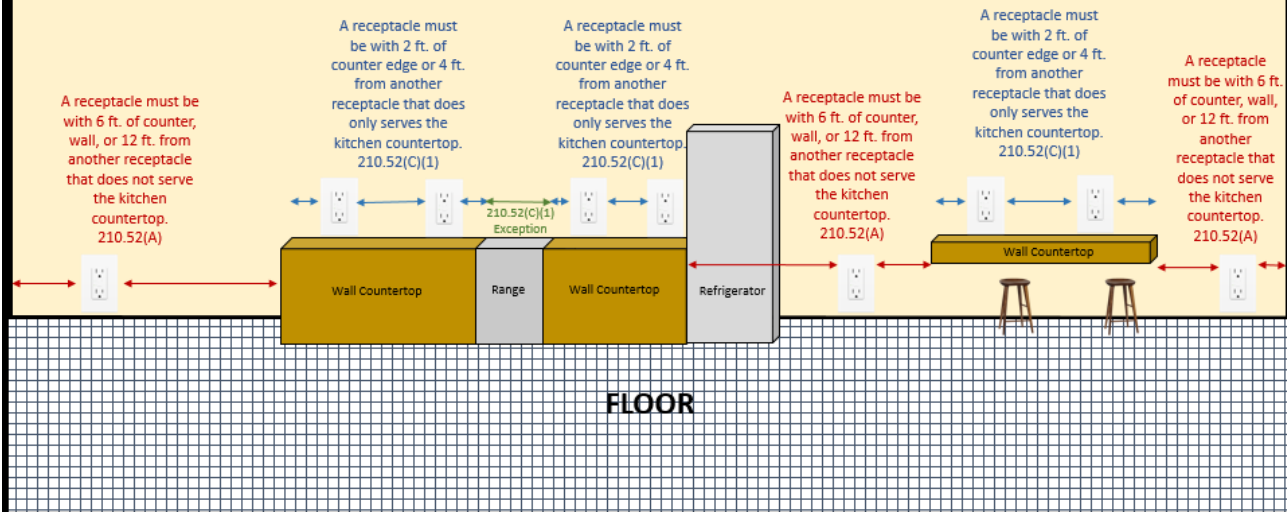 A receptacle must be
with 6 ft. of counter,
wall, or 12 ft. from
another receptacle
that does not serve
the kitchen
countertop.
210.52(A)
A receptacle must
be with 2 ft. of
counter edge or 4 ft.
from another
receptacle that does
only serves the
kitchen countertop.
210.52(C)(1)
A receptacle must
be with 2 ft. of
counter edge or 4 ft.
from another
receptacle that does
only serves the
kitchen countertop.
210.52(C)(1)
A receptacle must be
with 6 ft. of counter,
wall, or 12 ft. from
another receptacle
that does not serve
the kitchen
countertop.
210.52(A)
A receptacle must
be with 2 ft. of
counter edge or 4 ft.
from another
receptacle that does
only serves the
kitchen countertop.
210.52(C)(1)
A receptacle
must be with 6 ft.
of counter, wall,
or 12 ft. from
another
receptacle that
does not serve
the kitchen
countertop.
210.52(A)
210.52(C)(1)
Exception
Wall Countertop
Range
Wall Countertop
Refrigerator
Wall Countertop
FLOOR